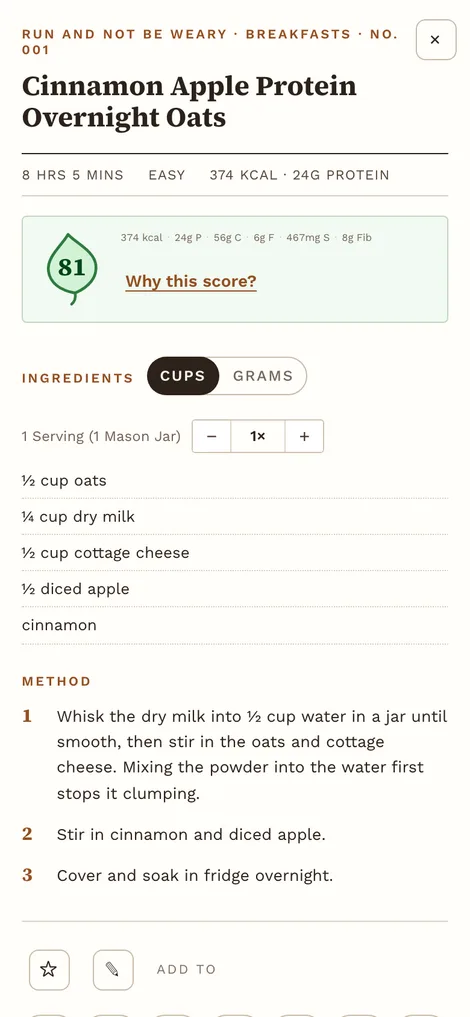 RUN AND NOT BE WEARY · BREAKFASTS · NO. 001
×
Cinnamon Apple Protein
Overnight Oats
8 HRS 5 MINS EASY 374 KCAL · 24G PROTEIN
81
374 kcal · 24g P · 56g C · 6g F · 467mg S · 8g Fib
Why this score?
INGREDIENTS CUPS GRAMS
1 Serving (1 Mason Jar) − 1× +
½ cup oats
¼ cup dry milk
½ cup cottage cheese
½ diced apple
cinnamon
METHOD
1 Whisk the dry milk into ½ cup water in a jar until
smooth, then stir in the oats and cottage
cheese. Mixing the powder into the water first
stops it clumping.
2 Stir in cinnamon and diced apple.
3 Cover and soak in fridge overnight.
ADD TO